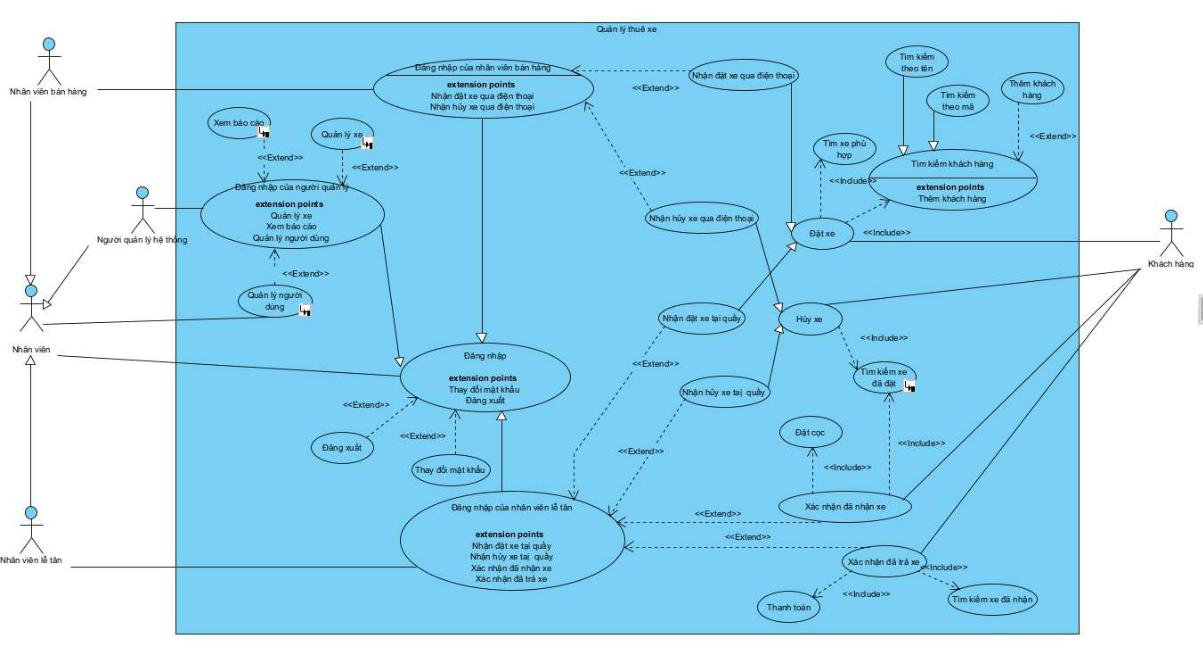 Quản lý thuê xe
Nhân viên bán hàng
Đăng nhập của nhân viên bán hàng
extension points
Nhận đặt xe qua điện thoại
Nhận hủy xe qua điện thoại
<<Extend>>
Nhận đặt xe qua điện thoại
Tìm kiếm
theo tên
Tìm kiếm
theo mã
Thêm khách
hàng
<<Extend>>
Xem báo cáo
Quản lý xe
<<Extend>>
<<Extend>>
Tìm xe phù
hợp
<<Include>>
Tìm kiếm khách hàng
extension points
Thêm khách hàng
<<Extend>>
Đăng nhập của người quản lý
extension points
Quản lý xe
Xem báo cáo
Quản lý người dùng
Người quản lý hệ thống
Nhận hủy xe qua điện thoại
Đặt xe
<<Include>>
Khách hàng
<<Extend>>
Quản lý người
dùng
Nhân viên
Nhận đặt xe tại quầy
Hủy xe
<<Include>>
Đăng nhập
extension points
Thay đổi mật khẩu
Đăng xuất
<<Extend>>
Tìm kiếm xe
đã đặt
Nhận hủy xe taị quầy
<<Extend>>
<<Extend>>
Đăng xuất
Thay đổi mật khẩu
<<Extend>>
Đặt cọc
<<Include>>
<<Include>>
Nhân viên lễ tân
Đăng nhập của nhân viên lễ tân
extension points
Nhận đặt xe tại quầy
Nhận hủy xe taị quầy
Xác nhận đã nhận xe
Xác nhận đã trả xe
<<Extend>>
Xác nhận đã nhận xe
<<Extend>>
Xác nhận đã trả xe
<<Include>>
<<Include>>
Thanh toán
Tìm kiếm xe đã nhận